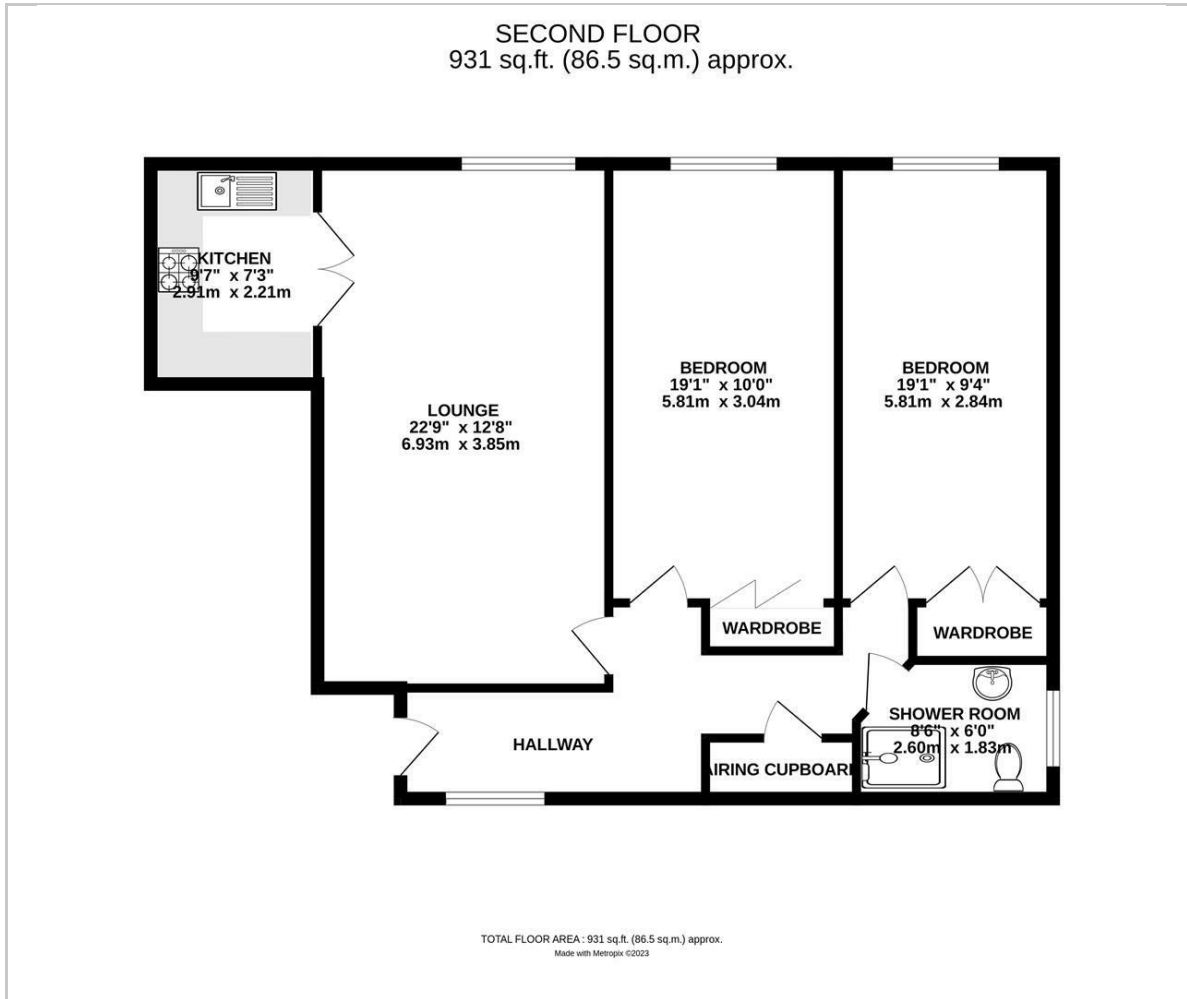 SECOND FLOOR
931 sq.ft. (86.5 sq.m.) approx.
KITCHEN
9'7" x 7'3"
2.91m x 2.21m
LOUNGE
22'9" x 12'8"
6.93m x 3.85m
BEDROOM
19'1" x 10'0"
5.81m x 3.04m
BEDROOM
19'1" x 9'4"
5.81m x 2.84m
WARDROBE
WARDROBE
SHOWER ROOM
8'6" x 6'0"
2.60m x 1.83m
HALLWAY
AIRING CUPBOARD
TOTAL FLOOR AREA : 931 sq.ft. (86.5 sq.m.) approx.
Made with Metropix ©2023